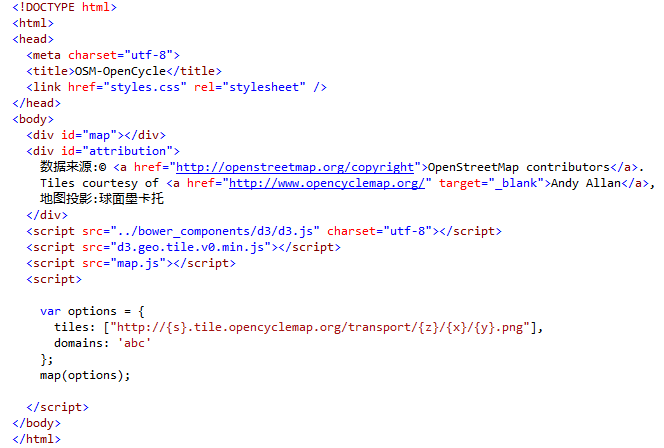 <!DOCTYPE html>
<html>
<head>
  <meta charset="utf-8">
  <title>OSM-OpenCycle</title>
  <link href="styles.css" rel="stylesheet" />
</head>
<body>
  <div id="map"></div>
  <div id="attribution">
    数据来源:© <a href="http://openstreetmap.org/copyright">OpenStreetMap contributors</a>.
    Tiles courtesy of <a href="http://www.opencyclemap.org/" target="_blank">Andy Allan</a>,
    地图投影:球面墨卡托
  </div>
  <script src="../bower_components/d3/d3.js" charset="utf-8"></script>
  <script src="d3.geo.tile.v0.min.js"></script>
  <script src="map.js"></script>
  <script>

    var options = {
      tiles: ["http://{s}.tile.opencyclemap.org/transport/{z}/{x}/{y}.png"],
      domains: 'abc'
    };
    map(options);

  </script>
</body>
</html>